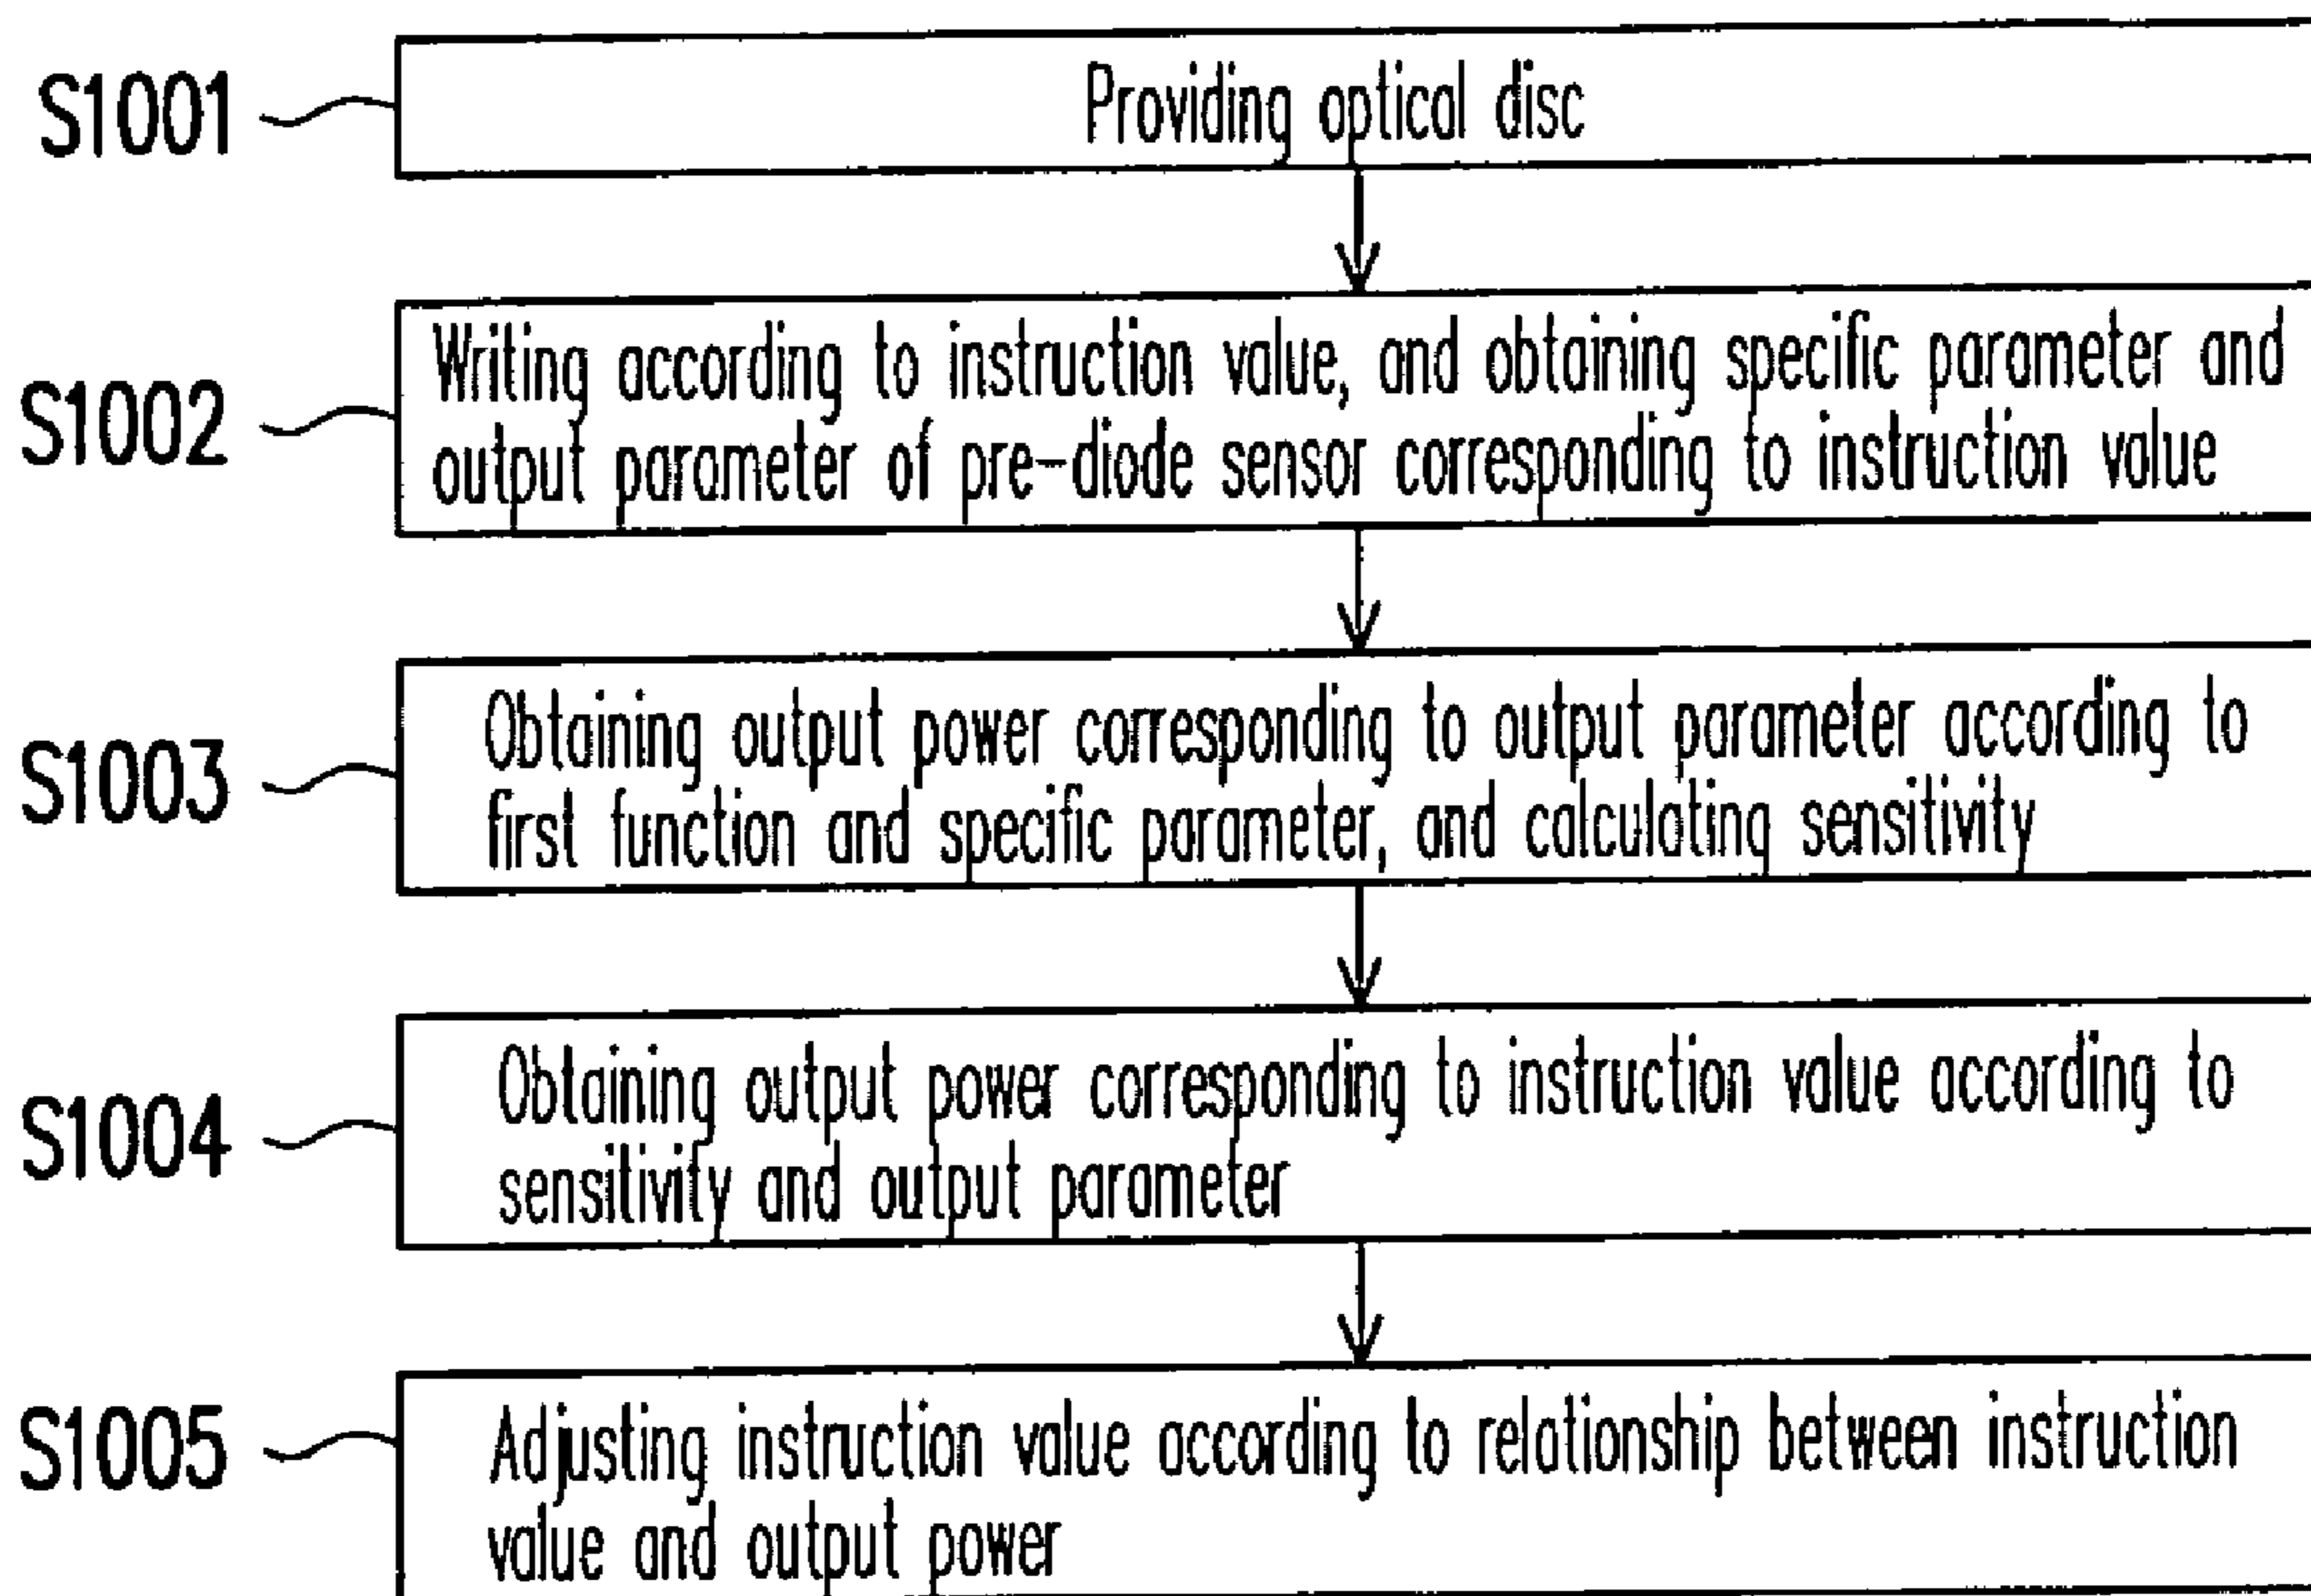 S1001
Providing optical disc
S1002
Writing according to instruction value, and obtaining specific parameter and
output parameter of pre-diode sensor corresponding to instruction value
S1003
Obtaining output power corresponding to output parameter according to
first function and specific parameter, and calculating sensitivity
S1004
Obtaining output power corresponding to instruction value according to
sensitivity and output parameter
S1005
Adjusting instruction value according to relationship between instruction
value and output power